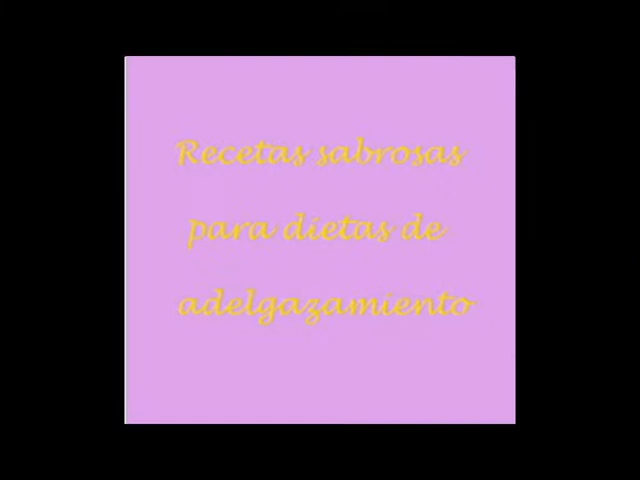 Recetas sabrosas
para dietas de
adelgazamiento